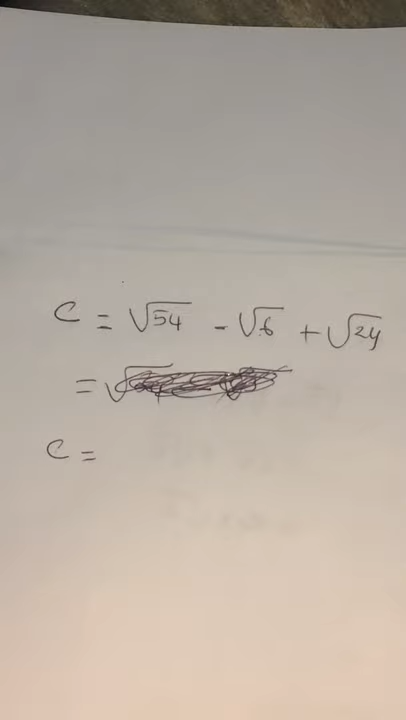 C = √54 - √6 + √24
= √
C =